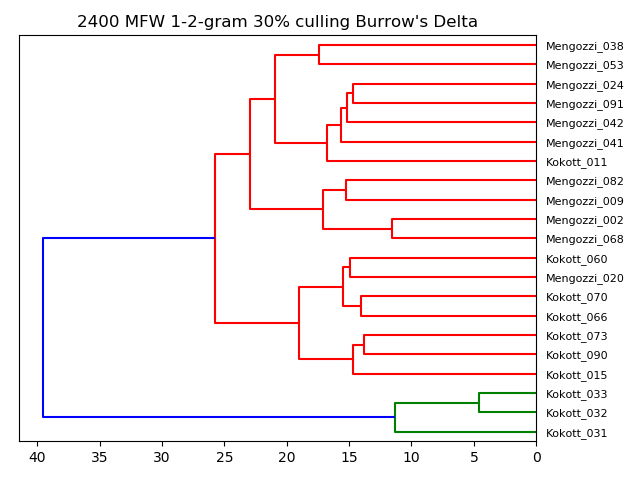 2400 MFW 1-2-gram 30% culling Burrow's Delta
Mengozzi_038
Mengozzi_053
Mengozzi_024
Mengozzi_091
Mengozzi_042
Mengozzi_041
Kokott_011
Mengozzi_082
Mengozzi_009
Mengozzi_002
Mengozzi_068
Kokott_060
Mengozzi_020
Kokott_070
Kokott_066
Kokott_073
Kokott_090
Kokott_015
Kokott_033
Kokott_032
Kokott_031
40 35 30 25 20 15 10 5 0